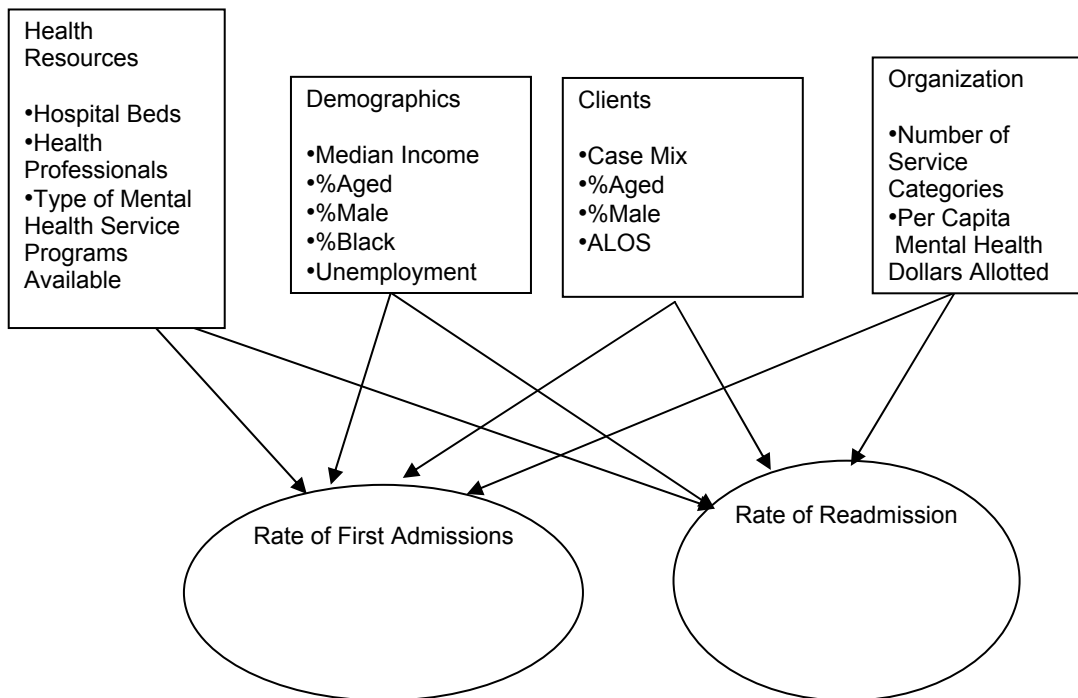 Health
Resources
•Hospital Beds
•Health
Professionals
•Type of Mental
Health Service
Programs
Available
Demographics
•Median Income
•%Aged
•%Male
•%Black
•Unemployment
Clients
•Case Mix
•%Aged
•%Male
•ALOS
Organization
•Number of
Service
Categories
•Per Capita
Mental Health
Dollars Allotted
Rate of First Admissions
Rate of Readmission